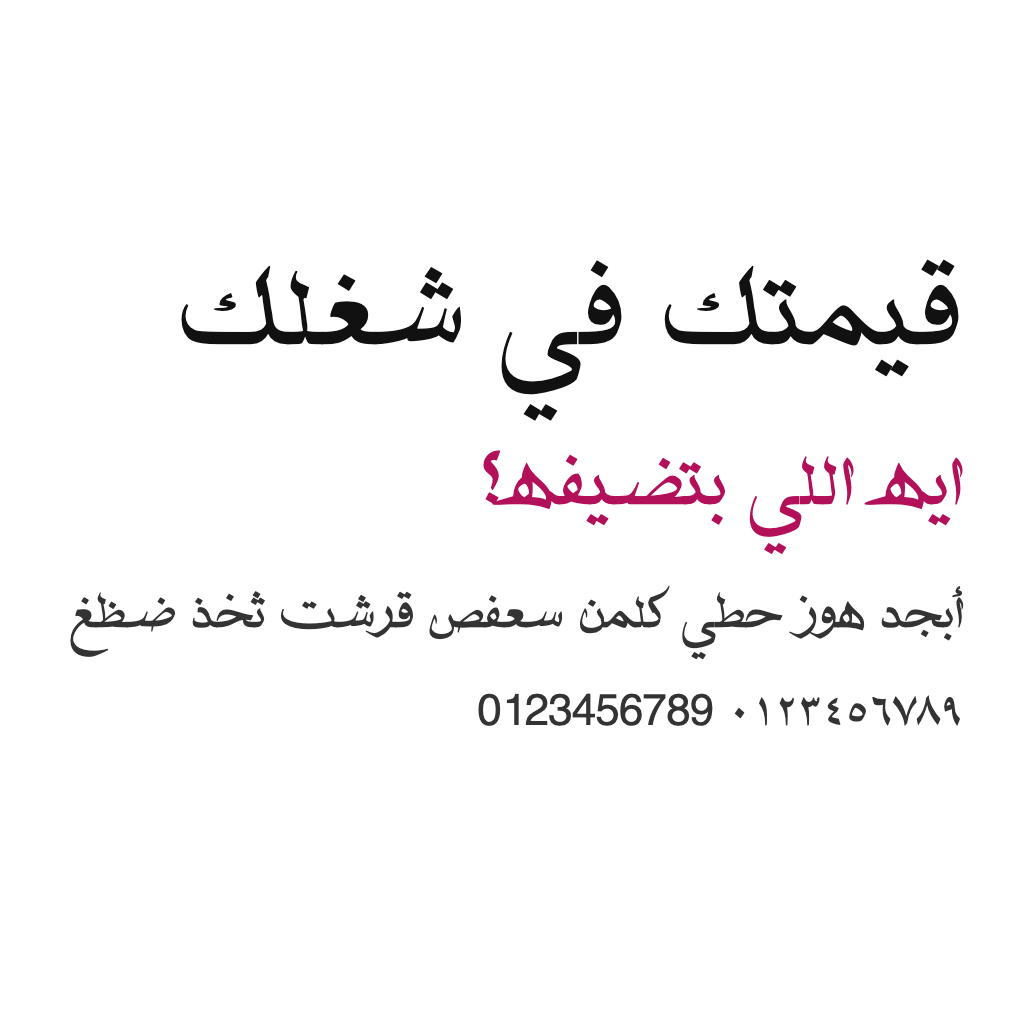 قيمتك في شغلك
ايه اللي بتضيفه؟
أبجد هوز حطي كلمن سعفص قرشت ثخذ ضظغ
٠١٢٣٤٥٦٧٨٩ 0123456789